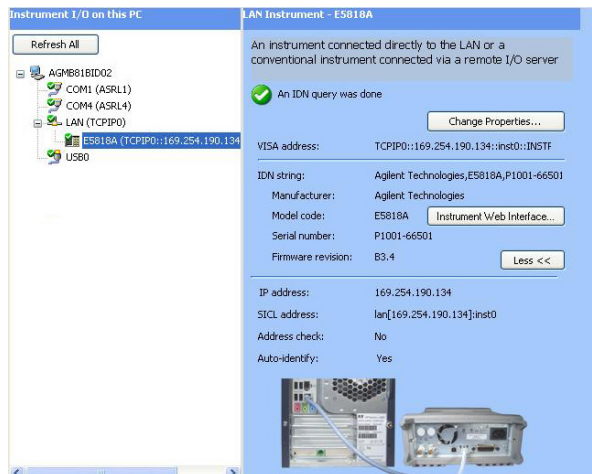 Instrument I/O on this PC
Refresh All
AGMB81BID02
COM1 (ASRL1)
COM4 (ASRL4)
LAN (TCPIP0)
E5818A (TCPIP0::169.254.190.134
USB0
LAN Instrument - E5818A
An instrument connected directly to the LAN or a
conventional instrument connected via a remote I/O server
An IDN query was done
Change Properties...
VISA address: TCPIP0::169.254.190.134::inst0::INSTR
IDN string: Agilent Technologies,E5818A,P1001-66501
Manufacturer: Agilent Technologies
Model code: E5818A Instrument Web Interface...
Serial number: P1001-66501
Firmware revision: B3.4 Less <<
IP address: 169.254.190.134
SICL address: lan[169.254.190.134]:inst0
Address check: No
Auto-identify: Yes